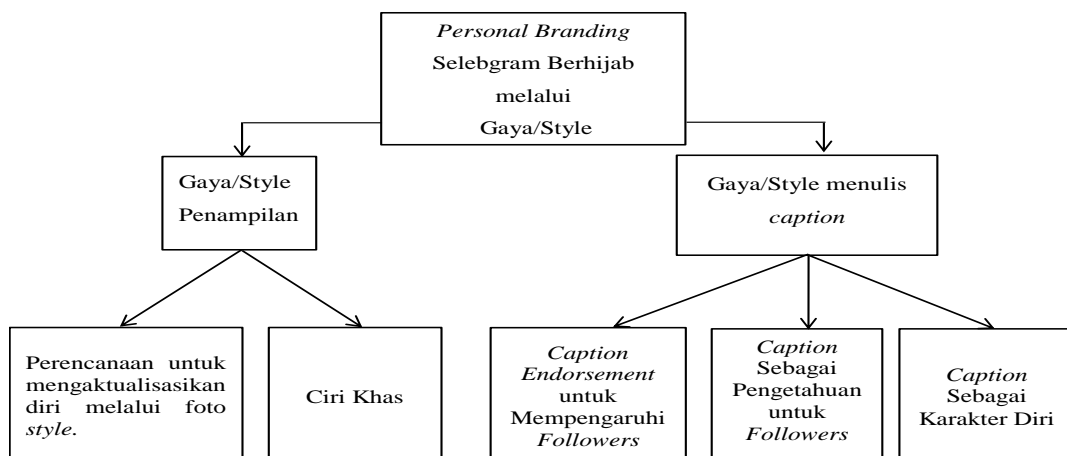 Personal Branding
Selebgram Berhijab
melalui
Gaya/Style
Gaya/Style
Penampilan
Gaya/Style menulis
caption
Perencanaan untuk
mengaktualisasikan
diri melalui foto
style.
Ciri Khas
Caption
Endorsement
untuk
Mempengaruhi
Followers
Caption
Sebagai
Pengetahuan
untuk
Followers
Caption
Sebagai
Karakter Diri